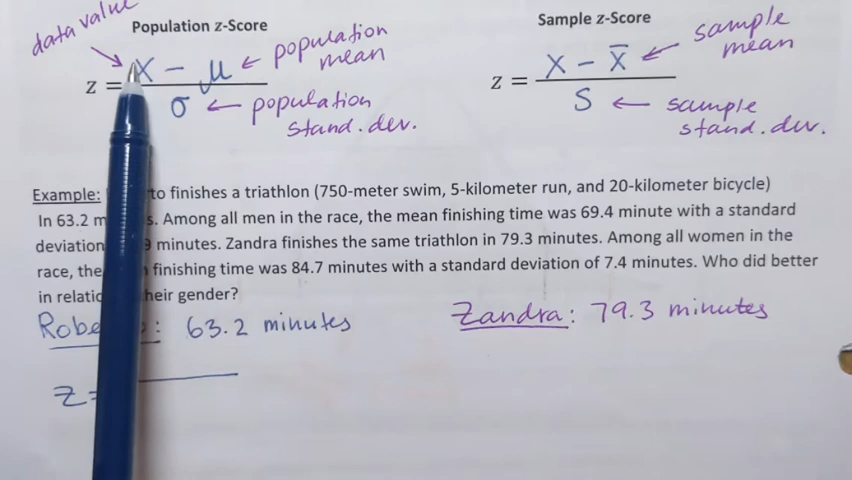 data value
Population z-Score
Sample z-Score
z = X - μ ← population mean
σ ← population stand. dev.
z = X - x̄ ← sample mean
S ← sample stand. dev.
Example: to finishes a triathlon (750-meter swim, 5-kilometer run, and 20-kilometer bicycle)
In 63.2 m s. Among all men in the race, the mean finishing time was 69.4 minute with a standard
deviation 9 minutes. Zandra finishes the same triathlon in 79.3 minutes. Among all women in the
race, the finishing time was 84.7 minutes with a standard deviation of 7.4 minutes. Who did better
in relatio heir gender?
Robe o: 63.2 minutes
Zandra: 79.3 minutes
z =